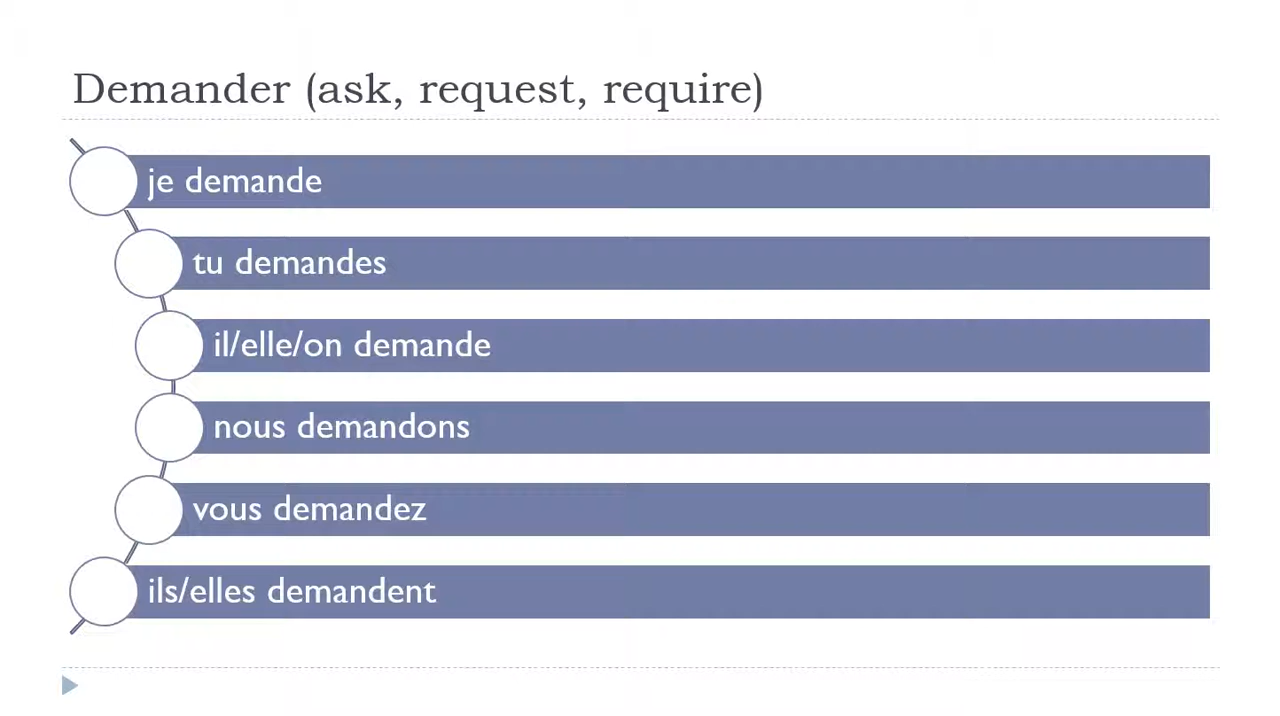 Demander (ask, request, require)
je demande
tu demandes
il/elle/on demande
nous demandons
vous demandez
ils/elles demandent